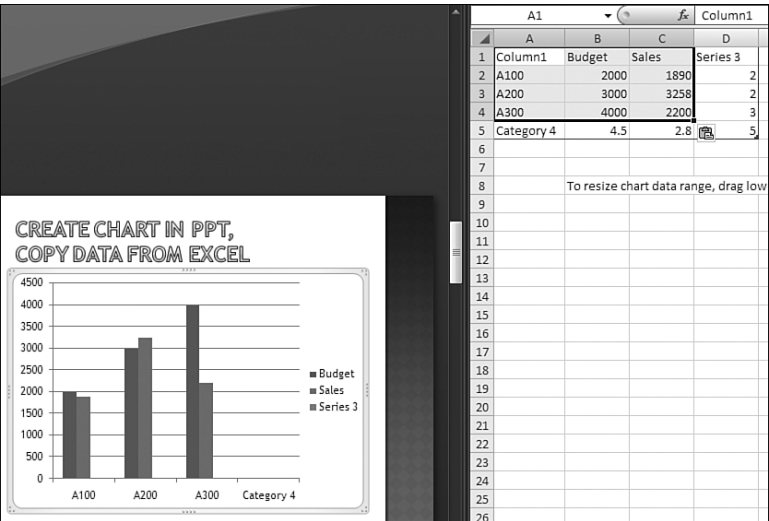 A1 fx Column1
A B C D
1 Column1 Budget Sales Series 3
2 A100 2000 1890 2
3 A200 3000 3258 2
4 A300 4000 2200 3
5 Category 4 4.5 2.8 5
6
7
8 To resize chart data range, drag low
9
10
11
12
13
14
15
16
17
18
19
20
21
22
23
24
25
26
CREATE CHART IN PPT,
COPY DATA FROM EXCEL
4500
4000
3500
3000
2500
2000
1500
1000
500
0
Budget
Sales
Series 3
A100 A200 A300 Category 4